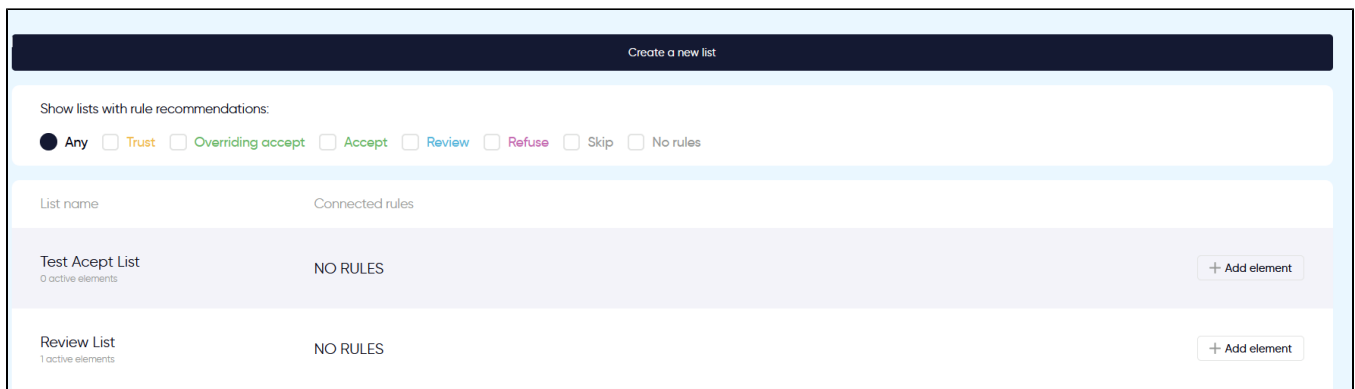 Create a new list
Show lists with rule recommendations:
Any Trust Overriding accept Accept Review Refuse Skip No rules
List name Connected rules
Test Acept List
0 active elements
NO RULES
+ Add element
Review List
1 active elements
NO RULES
+ Add element